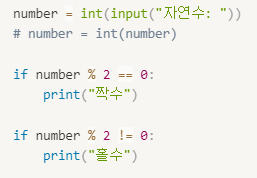 number = int(input("자연수: "))
# number = int(number)

if number % 2 == 0:
    print("짝수")

if number % 2 != 0:
    print("홀수")